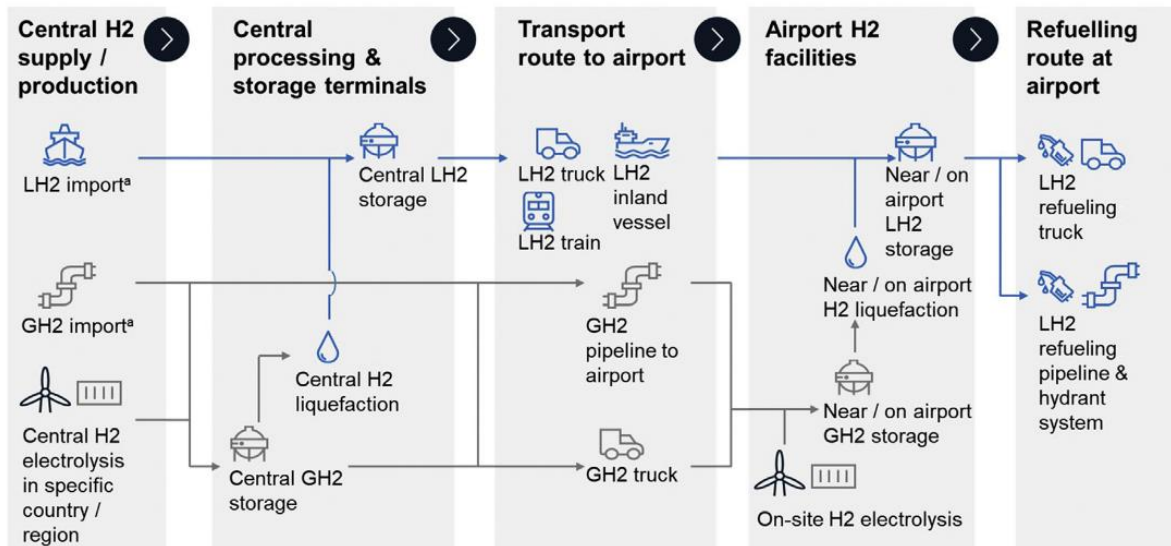 Central H2
supply /
production
Central
processing &
storage terminals
Transport
route to airport
Airport H2
facilities
Refuelling
route at
airport
LH2 importª
GH2 importª
Central H2
electrolysis
in specific
country /
region
Central LH2
storage
Central H2
liquefaction
Central GH2
storage
LH2 truck
LH2
inland
vessel
LH2 train
GH2
pipeline to
airport
GH2 truck
Near / on
airport
LH2
storage
Near / on airport
H2 liquefaction
Near / on airport
GH2 storage
On-site H2 electrolysis
LH2
refueling
truck
LH2
refueling
pipeline &
hydrant
system